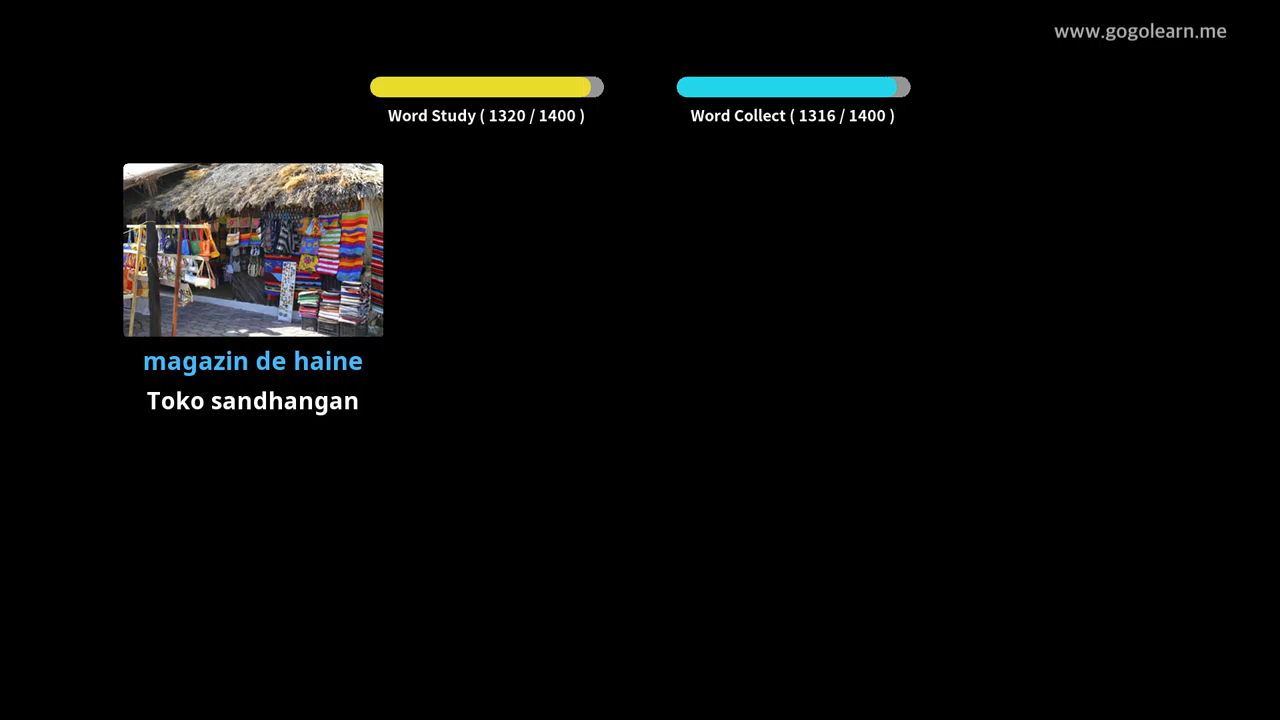 www.gogolearn.me
Word Study ( 1320 / 1400 )
Word Collect ( 1316 / 1400 )
magazin de haine
Toko sandhangan